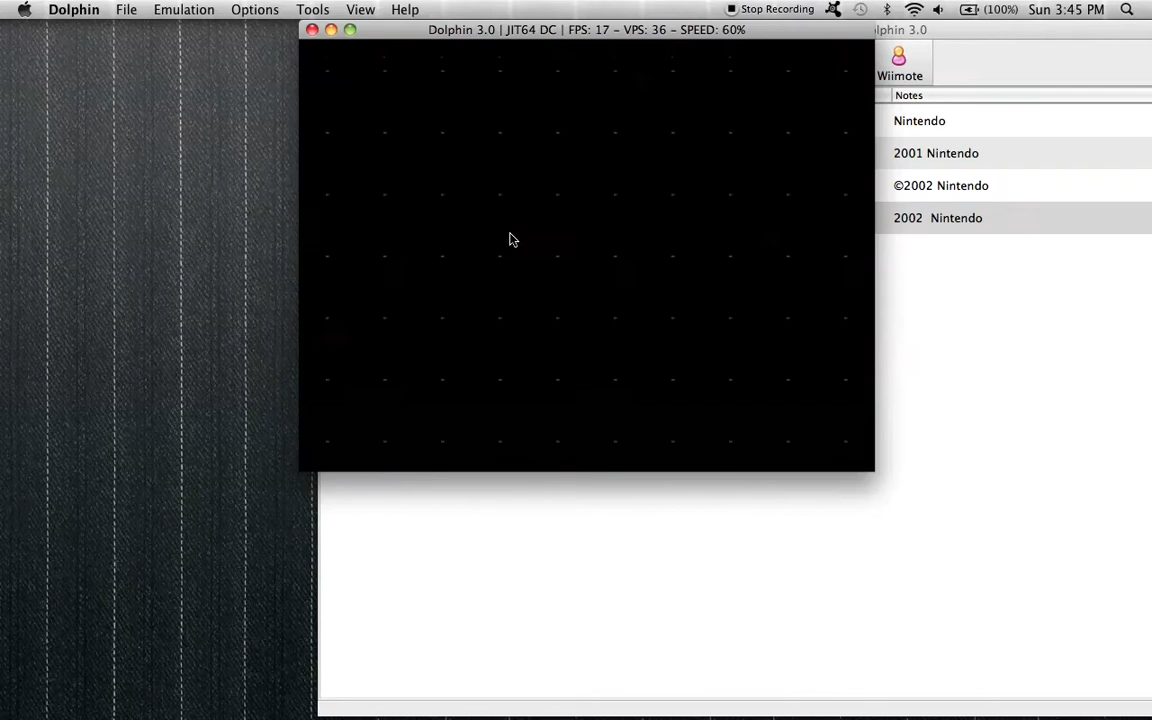 Dolphin File Emulation Options Tools View Help Stop Recording (100%) Sun 3:45 PM
Dolphin 3.0 | JIT64 DC | FPS: 17 – VPS: 36 – SPEED: 60%
lphin 3.0
Wiimote
Notes
Nintendo
2001 Nintendo
©2002 Nintendo
2002 Nintendo